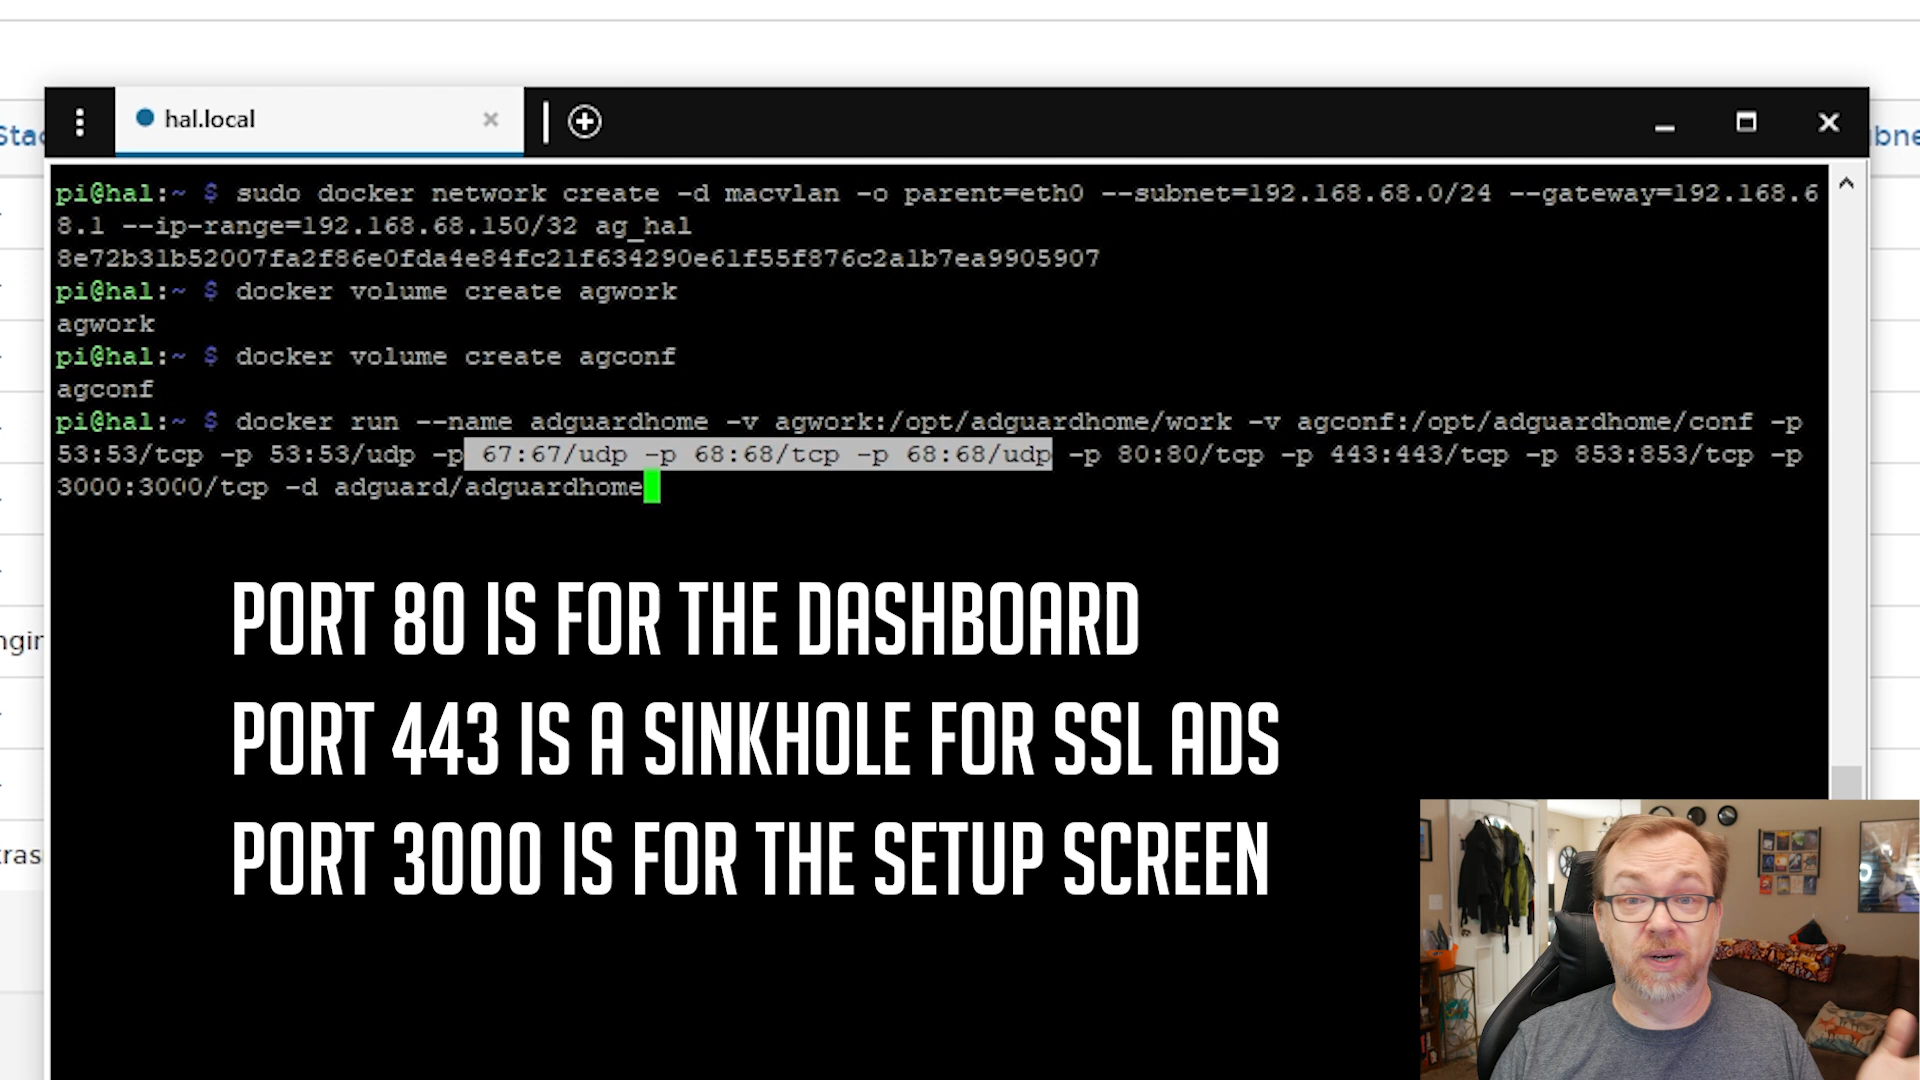 Stac
hal.local
bne
pi@hal:~ $ sudo docker network create -d macvlan -o parent=eth0 --subnet=192.168.68.0/24 --gateway=192.168.6
8.1 --ip-range=192.168.68.150/32 ag_hal
8e72b31b52007fa2f86e0fda4e84fc21f634290e61f55f876c2a1b7ea9905907
pi@hal:~ $ docker volume create agwork
agwork
pi@hal:~ $ docker volume create agconf
agconf
pi@hal:~ $ docker run --name adguardhome -v agwork:/opt/adguardhome/work -v agconf:/opt/adguardhome/conf -p
53:53/tcp -p 53:53/udp -p 67:67/udp -p 68:68/tcp -p 68:68/udp -p 80:80/tcp -p 443:443/tcp -p 853:853/tcp -p
3000:3000/tcp -d adguard/adguardhome
PORT 80 IS FOR THE DASHBOARD
ngin
PORT 443 IS A SINKHOLE FOR SSL ADS
PORT 3000 IS FOR THE SETUP SCREEN
cras